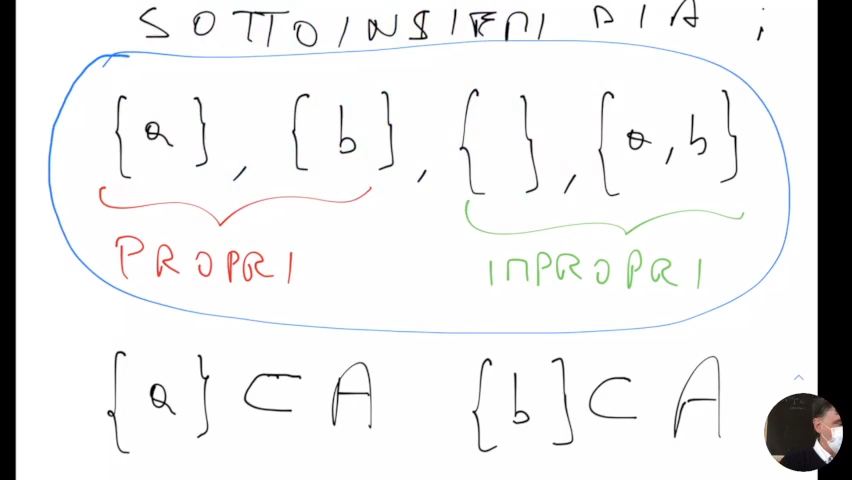 SOTTOINSIEMI DI A :
{a}, {b}, { }, {a, b}
PROPRI IMPROPRI
{a} ⊂ A {b} ⊂ A